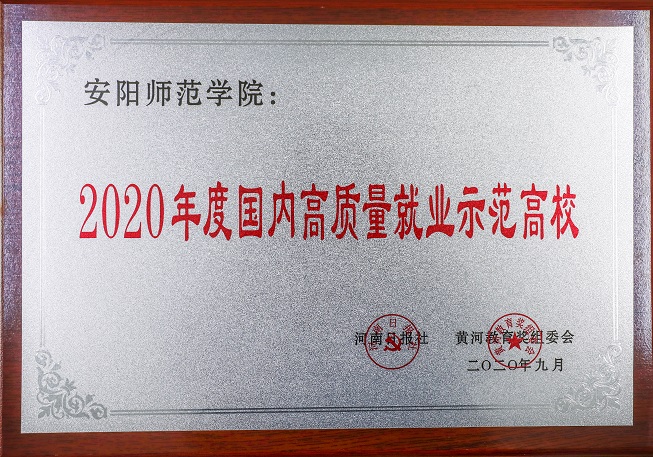 安阳师范学院：
2020年度国内高质量就业示范高校
河南日报社 黄河教育奖组委会
二〇二〇年九月